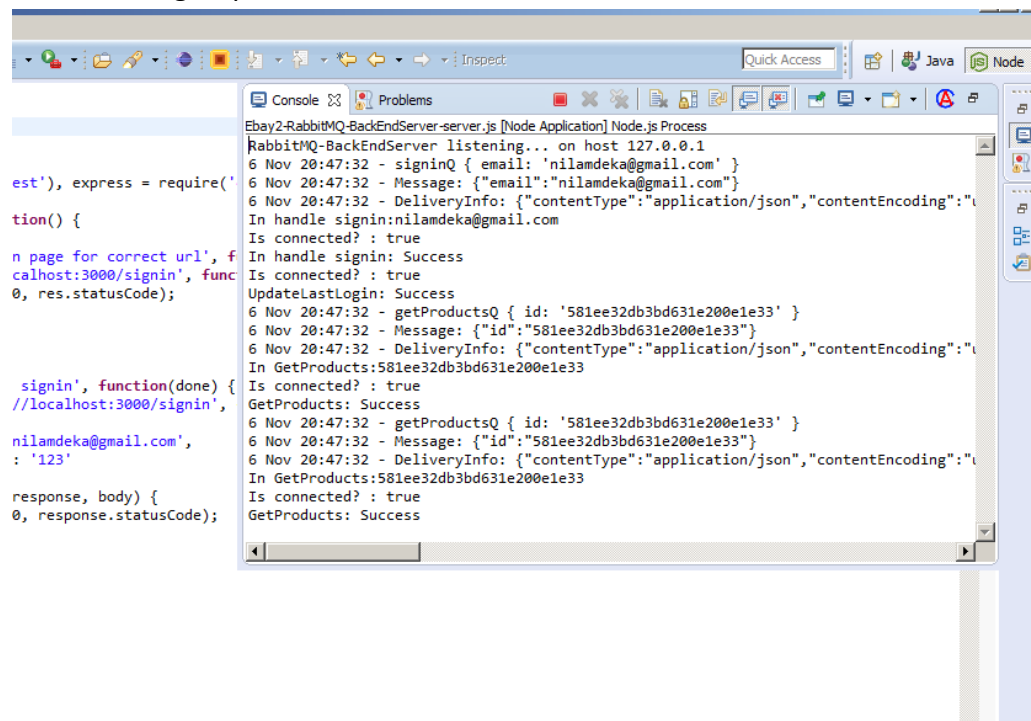 Inspect
Quick Access
Java
Node
Console
Problems
Ebay2-RabbitMQ-BackEndServer-server.js [Node Application] Node.js Process
RabbitMQ-BackEndServer listening... on host 127.0.0.1
6 Nov 20:47:32 - signinQ { email: 'nilamdeka@gmail.com' }
6 Nov 20:47:32 - Message: {"email":"nilamdeka@gmail.com"}
6 Nov 20:47:32 - DeliveryInfo: {"contentType":"application/json","contentEncoding":"u
In handle signin:nilamdeka@gmail.com
Is connected? : true
In handle signin: Success
Is connected? : true
UpdateLastLogin: Success
6 Nov 20:47:32 - getProductsQ { id: '581ee32db3bd631e200e1e33' }
6 Nov 20:47:32 - Message: {"id":"581ee32db3bd631e200e1e33"}
6 Nov 20:47:32 - DeliveryInfo: {"contentType":"application/json","contentEncoding":"u
In GetProducts:581ee32db3bd631e200e1e33
Is connected? : true
GetProducts: Success
6 Nov 20:47:32 - getProductsQ { id: '581ee32db3bd631e200e1e33' }
6 Nov 20:47:32 - Message: {"id":"581ee32db3bd631e200e1e33"}
6 Nov 20:47:32 - DeliveryInfo: {"contentType":"application/json","contentEncoding":"u
In GetProducts:581ee32db3bd631e200e1e33
Is connected? : true
GetProducts: Success
est'), express = require('
tion() {
n page for correct url', f
calhost:3000/signin', func
0, res.statusCode);
signin', function(done) {
//localhost:3000/signin',
nilamdeka@gmail.com',
: '123'
response, body) {
0, response.statusCode);